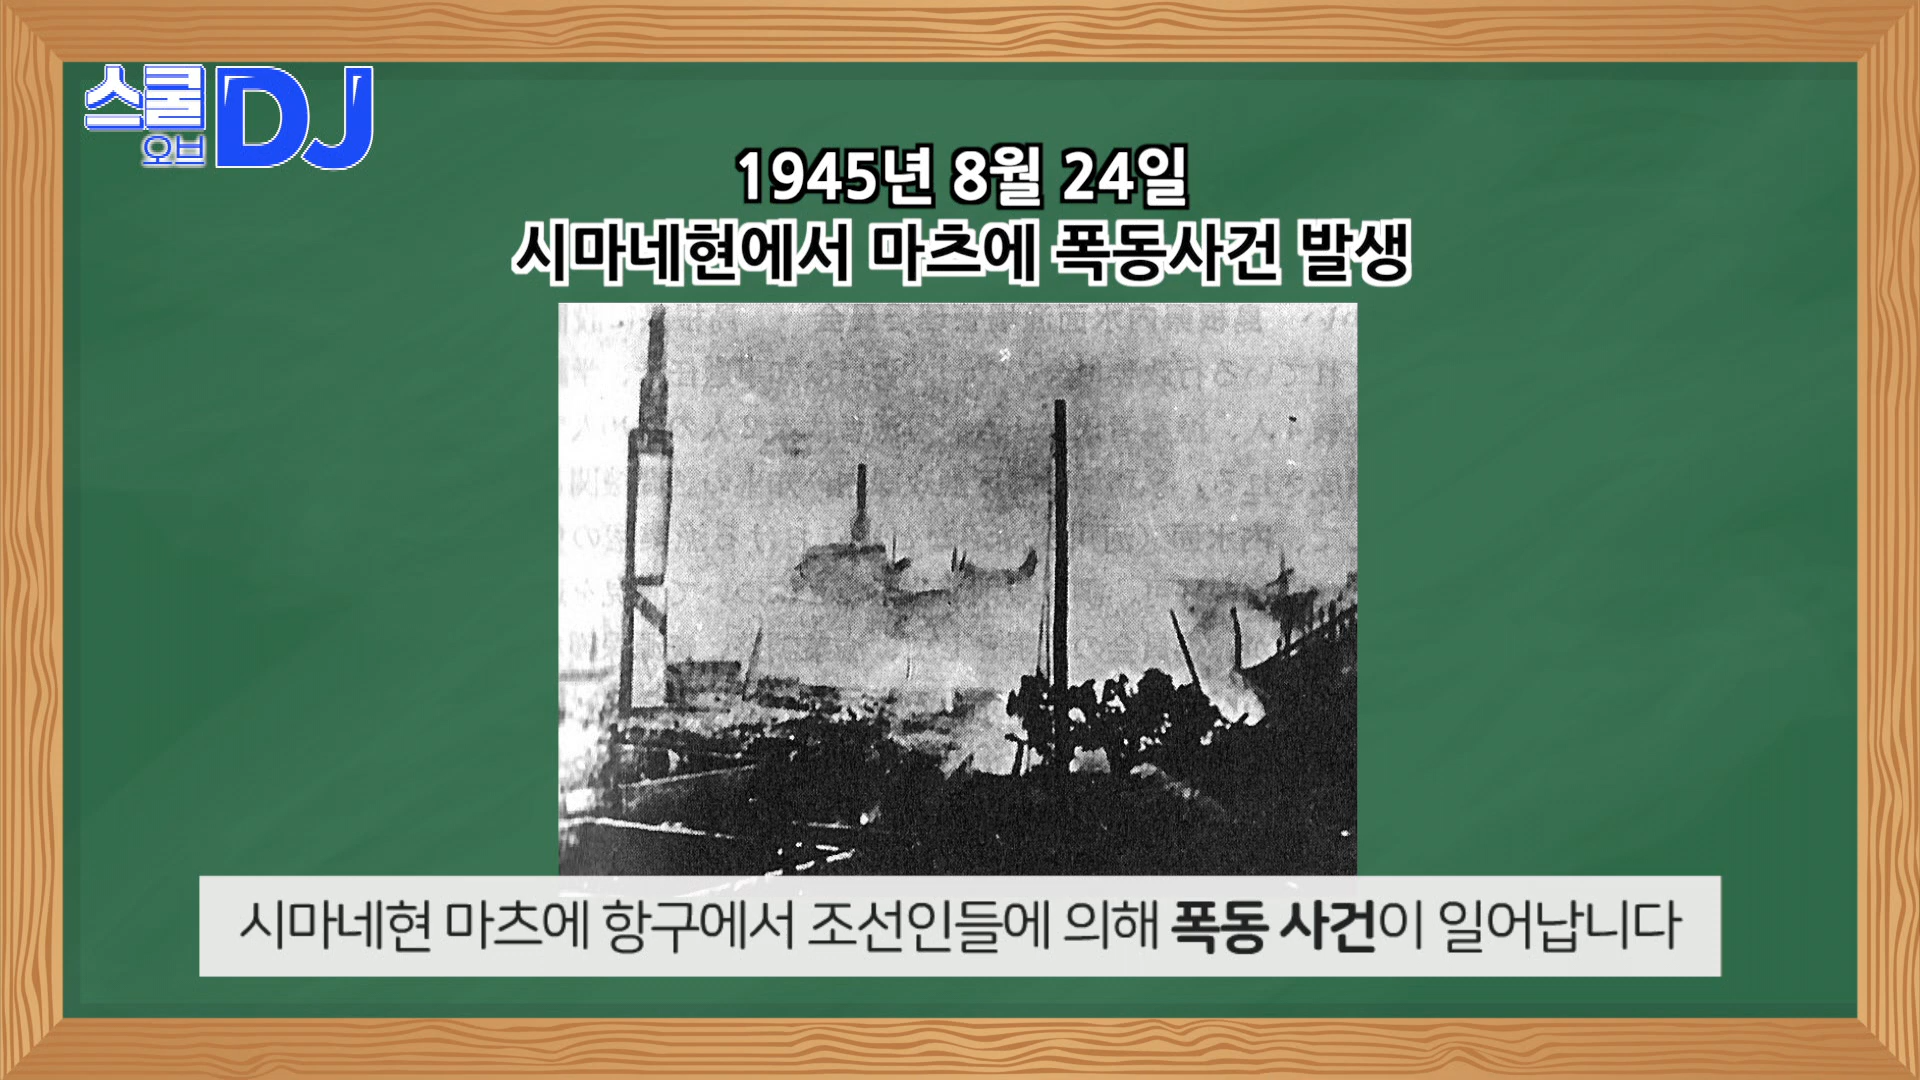 스쿨
오브
DJ
1945년 8월 24일
시마네현에서 마츠에 폭동사건 발생
시마네현 마츠에 항구에서 조선인들에 의해 폭동 사건이 일어납니다